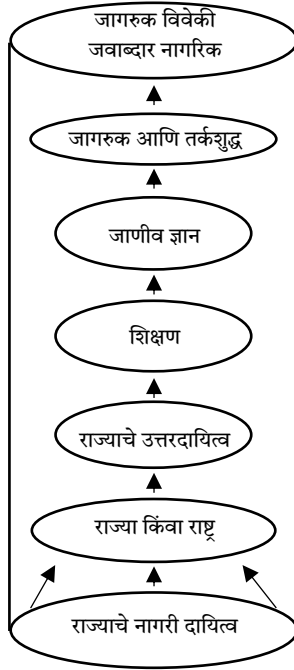 जागरुक विवेकी
जवाब्दार नागरिक
जागरुक आणि तर्कशुद्ध
जाणीव ज्ञान
शिक्षण
राज्याचे उत्तरदायित्व
राज्या किंवा राष्ट्र
राज्याचे नागरी दायित्व